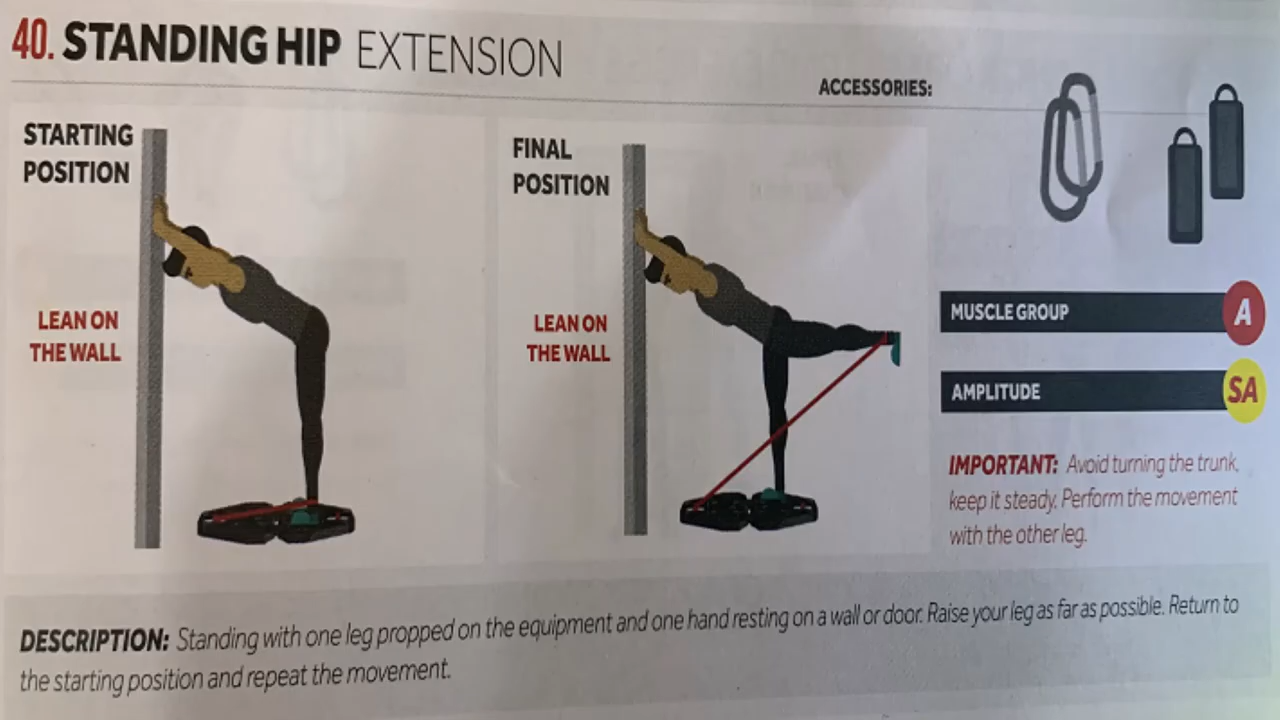 40. STANDING HIP EXTENSION
ACCESSORIES:
STARTING
POSITION
LEAN ON
THE WALL
FINAL
POSITION
LEAN ON
THE WALL
MUSCLE GROUP A
AMPLITUDE SA
IMPORTANT: Avoid turning the trunk,
keep it steady. Perform the movement
with the other leg.
DESCRIPTION: Standing with one leg propped on the equipment and one hand resting on a wall or door. Raise your leg as far as possible. Return to
the starting position and repeat the movement.